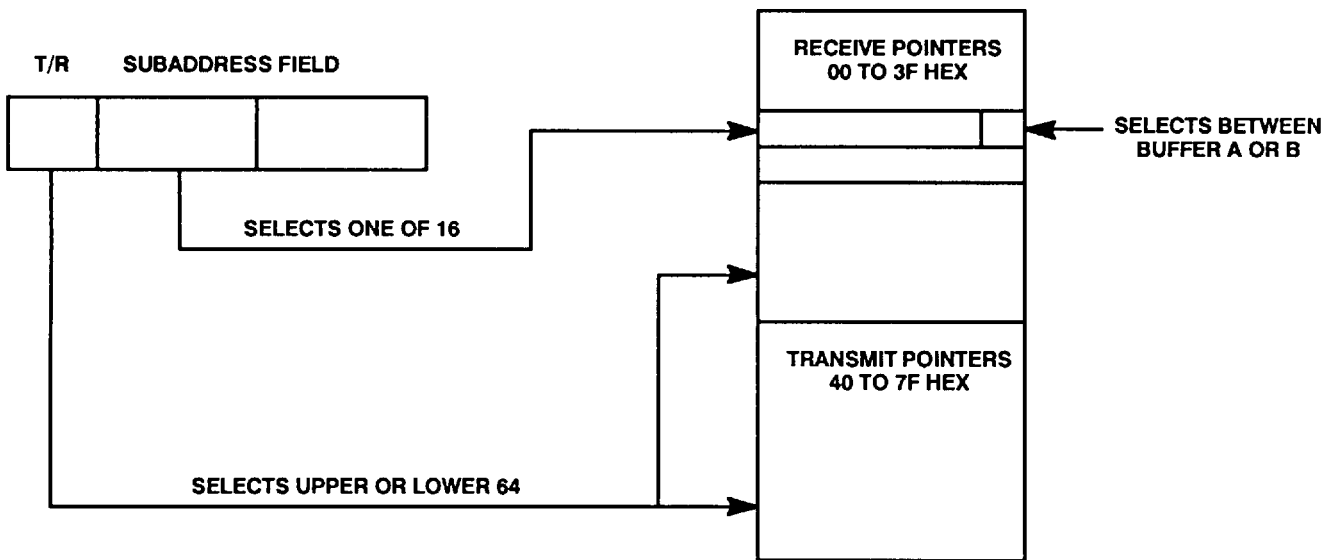 T/R SUBADDRESS FIELD
RECEIVE POINTERS
00 TO 3F HEX
SELECTS BETWEEN
BUFFER A OR B
SELECTS ONE OF 16
TRANSMIT POINTERS
40 TO 7F HEX
SELECTS UPPER OR LOWER 64